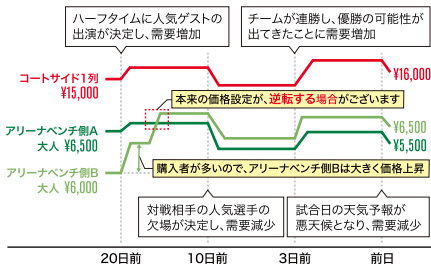 ハーフタイムに人気ゲストの
出演が決定し、需要増加
チームが連勝し、優勝の可能性が
出てきたことに需要増加
コートサイド1列
¥15,000
¥16,000
本来の価格設定が、逆転する場合がございます
アリーナベンチ側A
大人 ¥6,500
¥6,500
¥5,500
アリーナベンチ側B
大人 ¥6,000
購入者が多いので、アリーナベンチ側Bは大きく価格上昇
対戦相手の人気選手の
欠場が決定し、需要減少
試合日の天気予報が
悪天候となり、需要減少
20日前
10日前
3日前
前日